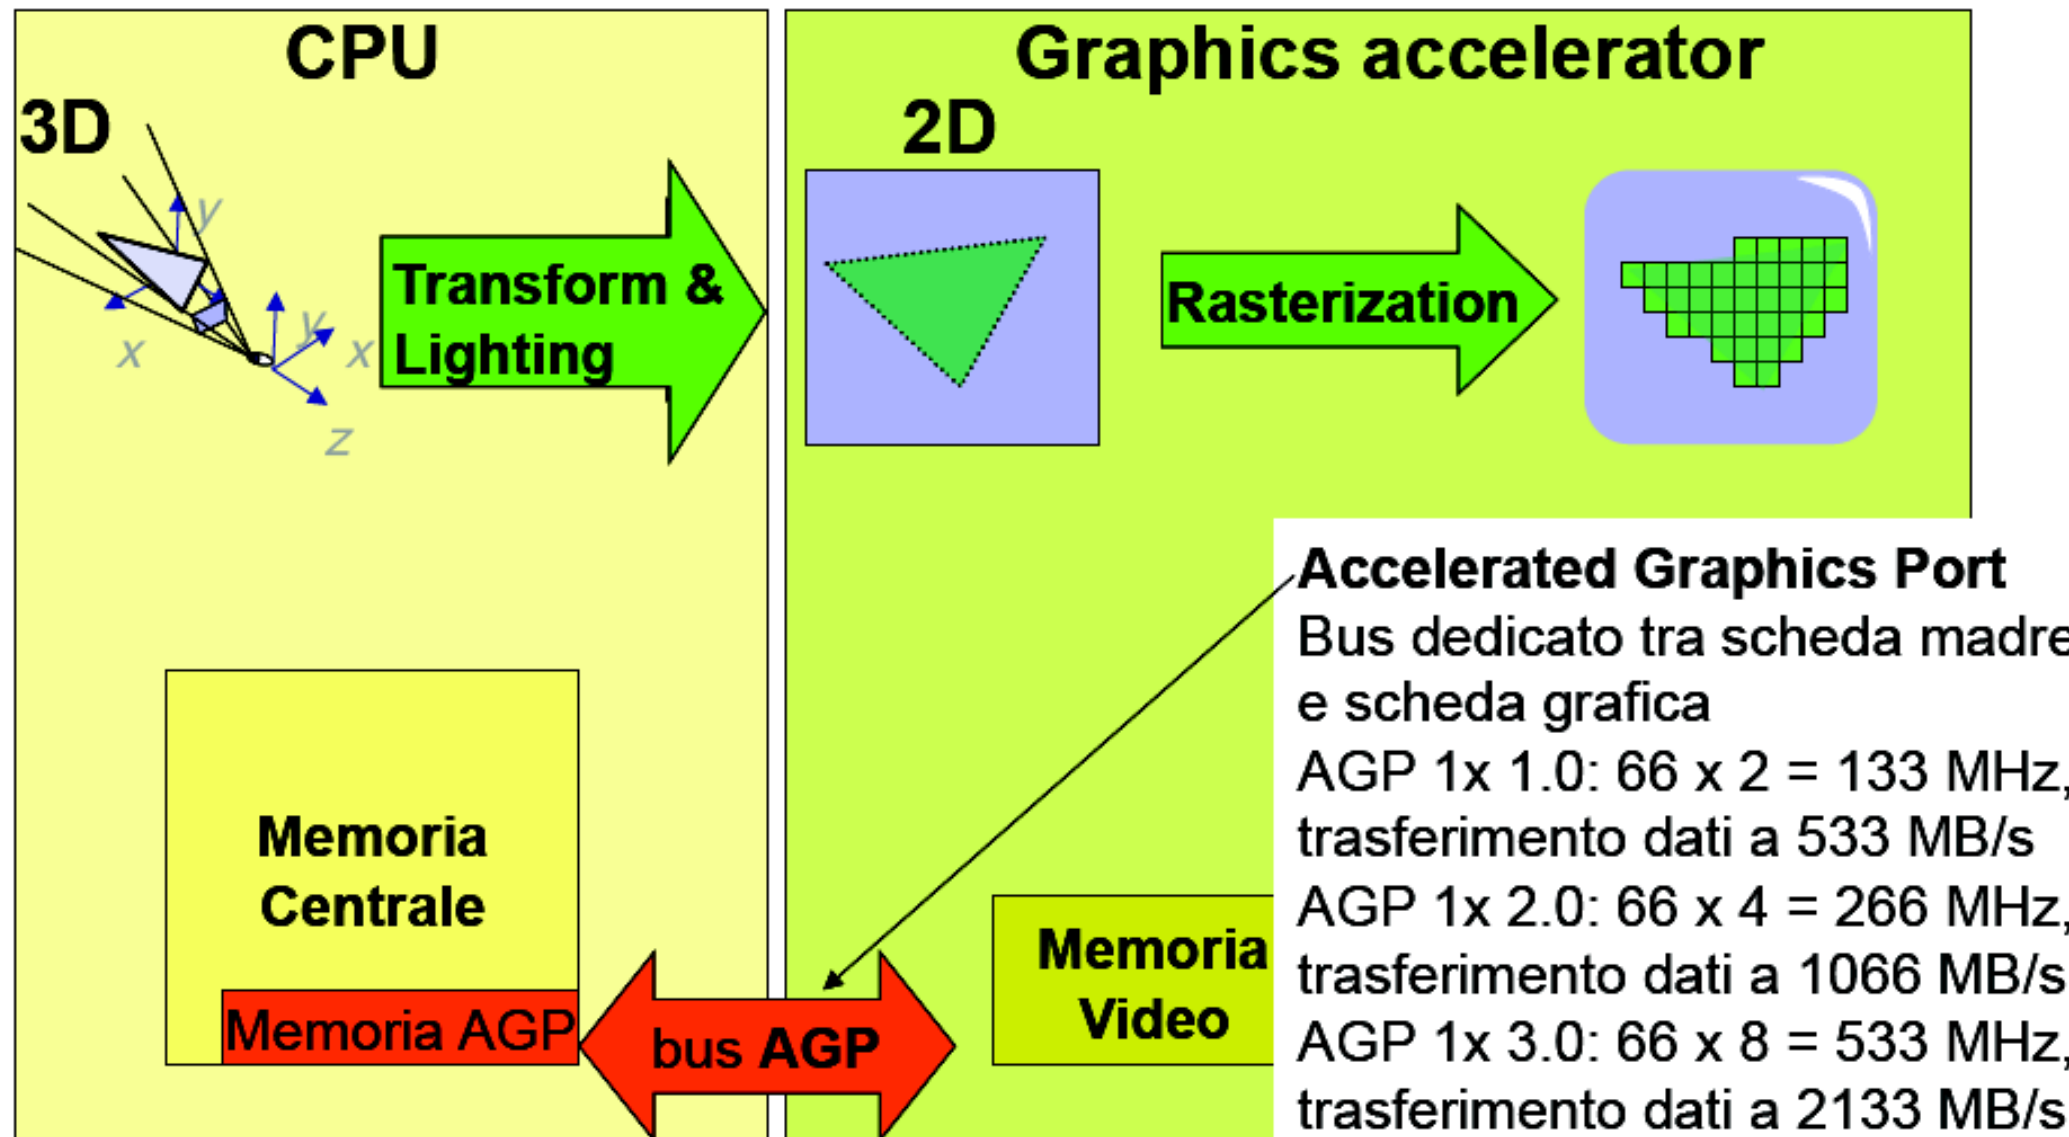 CPU
Graphics accelerator
3D
2D
y
x
y
x
z
Transform &
Lighting
Rasterization
Accelerated Graphics Port
Bus dedicato tra scheda madre
e scheda grafica
AGP 1x 1.0: 66 x 2 = 133 MHz,
trasferimento dati a 533 MB/s
AGP 1x 2.0: 66 x 4 = 266 MHz,
trasferimento dati a 1066 MB/s
AGP 1x 3.0: 66 x 8 = 533 MHz,
trasferimento dati a 2133 MB/s
Memoria
Centrale
Memoria AGP
bus AGP
Memoria
Video